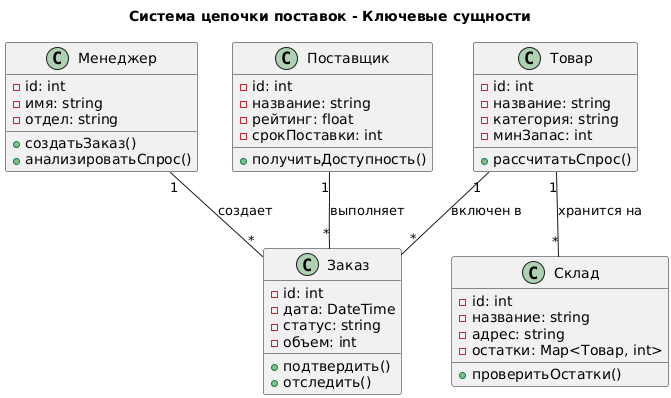 Система цепочки поставок - Ключевые сущности
C Менеджер
id: int
имя: string
отдел: string
создатьЗаказ()
анализироватьСпрос()
C Поставщик
id: int
название: string
рейтинг: float
срокПоставки: int
получитьДоступность()
C Товар
id: int
название: string
категория: string
минЗапас: int
рассчитатьСпрос()
1
1
1
1
создает
выполняет
включен в
хранится на
*
*
*
*
C Заказ
id: int
дата: DateTime
статус: string
объем: int
подтвердить()
отследить()
C Склад
id: int
название: string
адрес: string
остатки: Map<Товар, int>
проверитьОстатки()